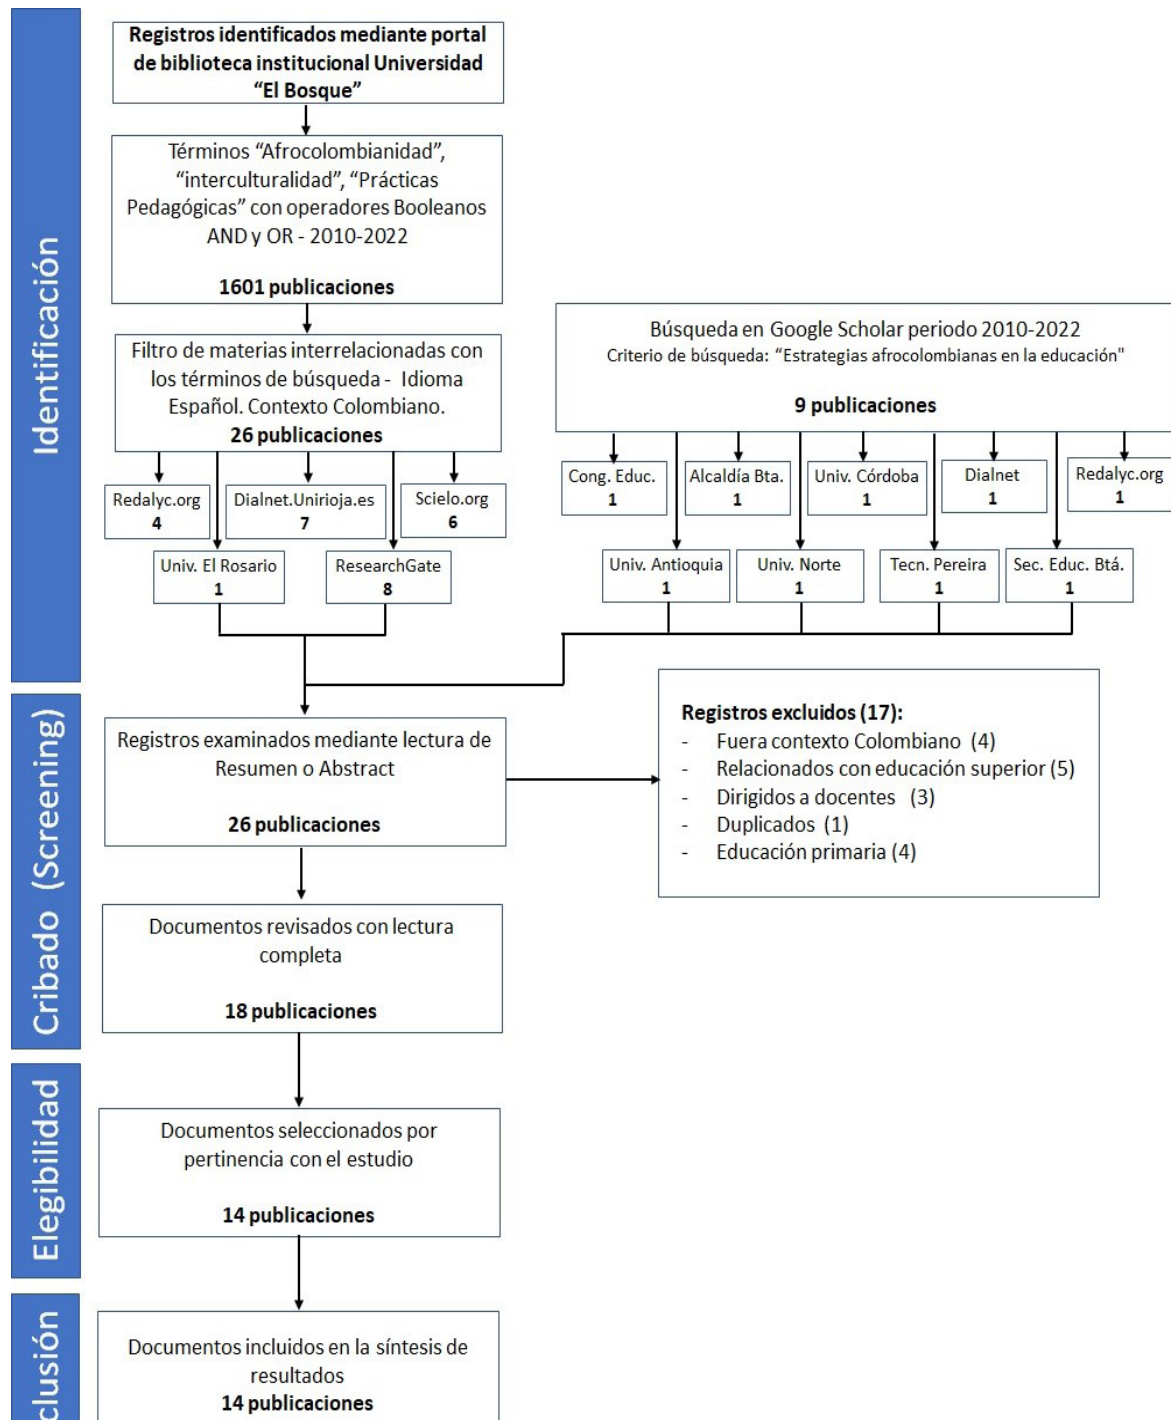 Identificación
Registros identificados mediante portal
de biblioteca institucional Universidad
“El Bosque”
Términos “Afrocolombianidad”,
“interculturalidad”, “Prácticas
Pedagógicas” con operadores Booleanos
AND y OR - 2010-2022
1601 publicaciones
Filtro de materias interrelacionadas con
los términos de búsqueda - Idioma
Español. Contexto Colombiano.
26 publicaciones
Redalyc.org
4
Dialnet.Unirioja.es
7
Scielo.org
6
Univ. El Rosario
1
ResearchGate
8
Búsqueda en Google Scholar periodo 2010-2022
Criterio de búsqueda: “Estrategias afrocolombianas en la educación"
9 publicaciones
Cong. Educ.
1
Alcaldía Bta.
1
Univ. Córdoba
1
Dialnet
1
Redalyc.org
1
Univ. Antioquia
1
Univ. Norte
1
Tecn. Pereira
1
Sec. Educ. Btá.
1
Cribado (Screening)
Registros examinados mediante lectura de
Resumen o Abstract
26 publicaciones
Registros excluidos (17):
- Fuera contexto Colombiano (4)
- Relacionados con educación superior (5)
- Dirigidos a docentes (3)
- Duplicados (1)
- Educación primaria (4)
Documentos revisados con lectura
completa
18 publicaciones
Elegibilidad
Documentos seleccionados por
pertinencia con el estudio
14 publicaciones
clusión
Documentos incluidos en la síntesis de
resultados
14 publicaciones